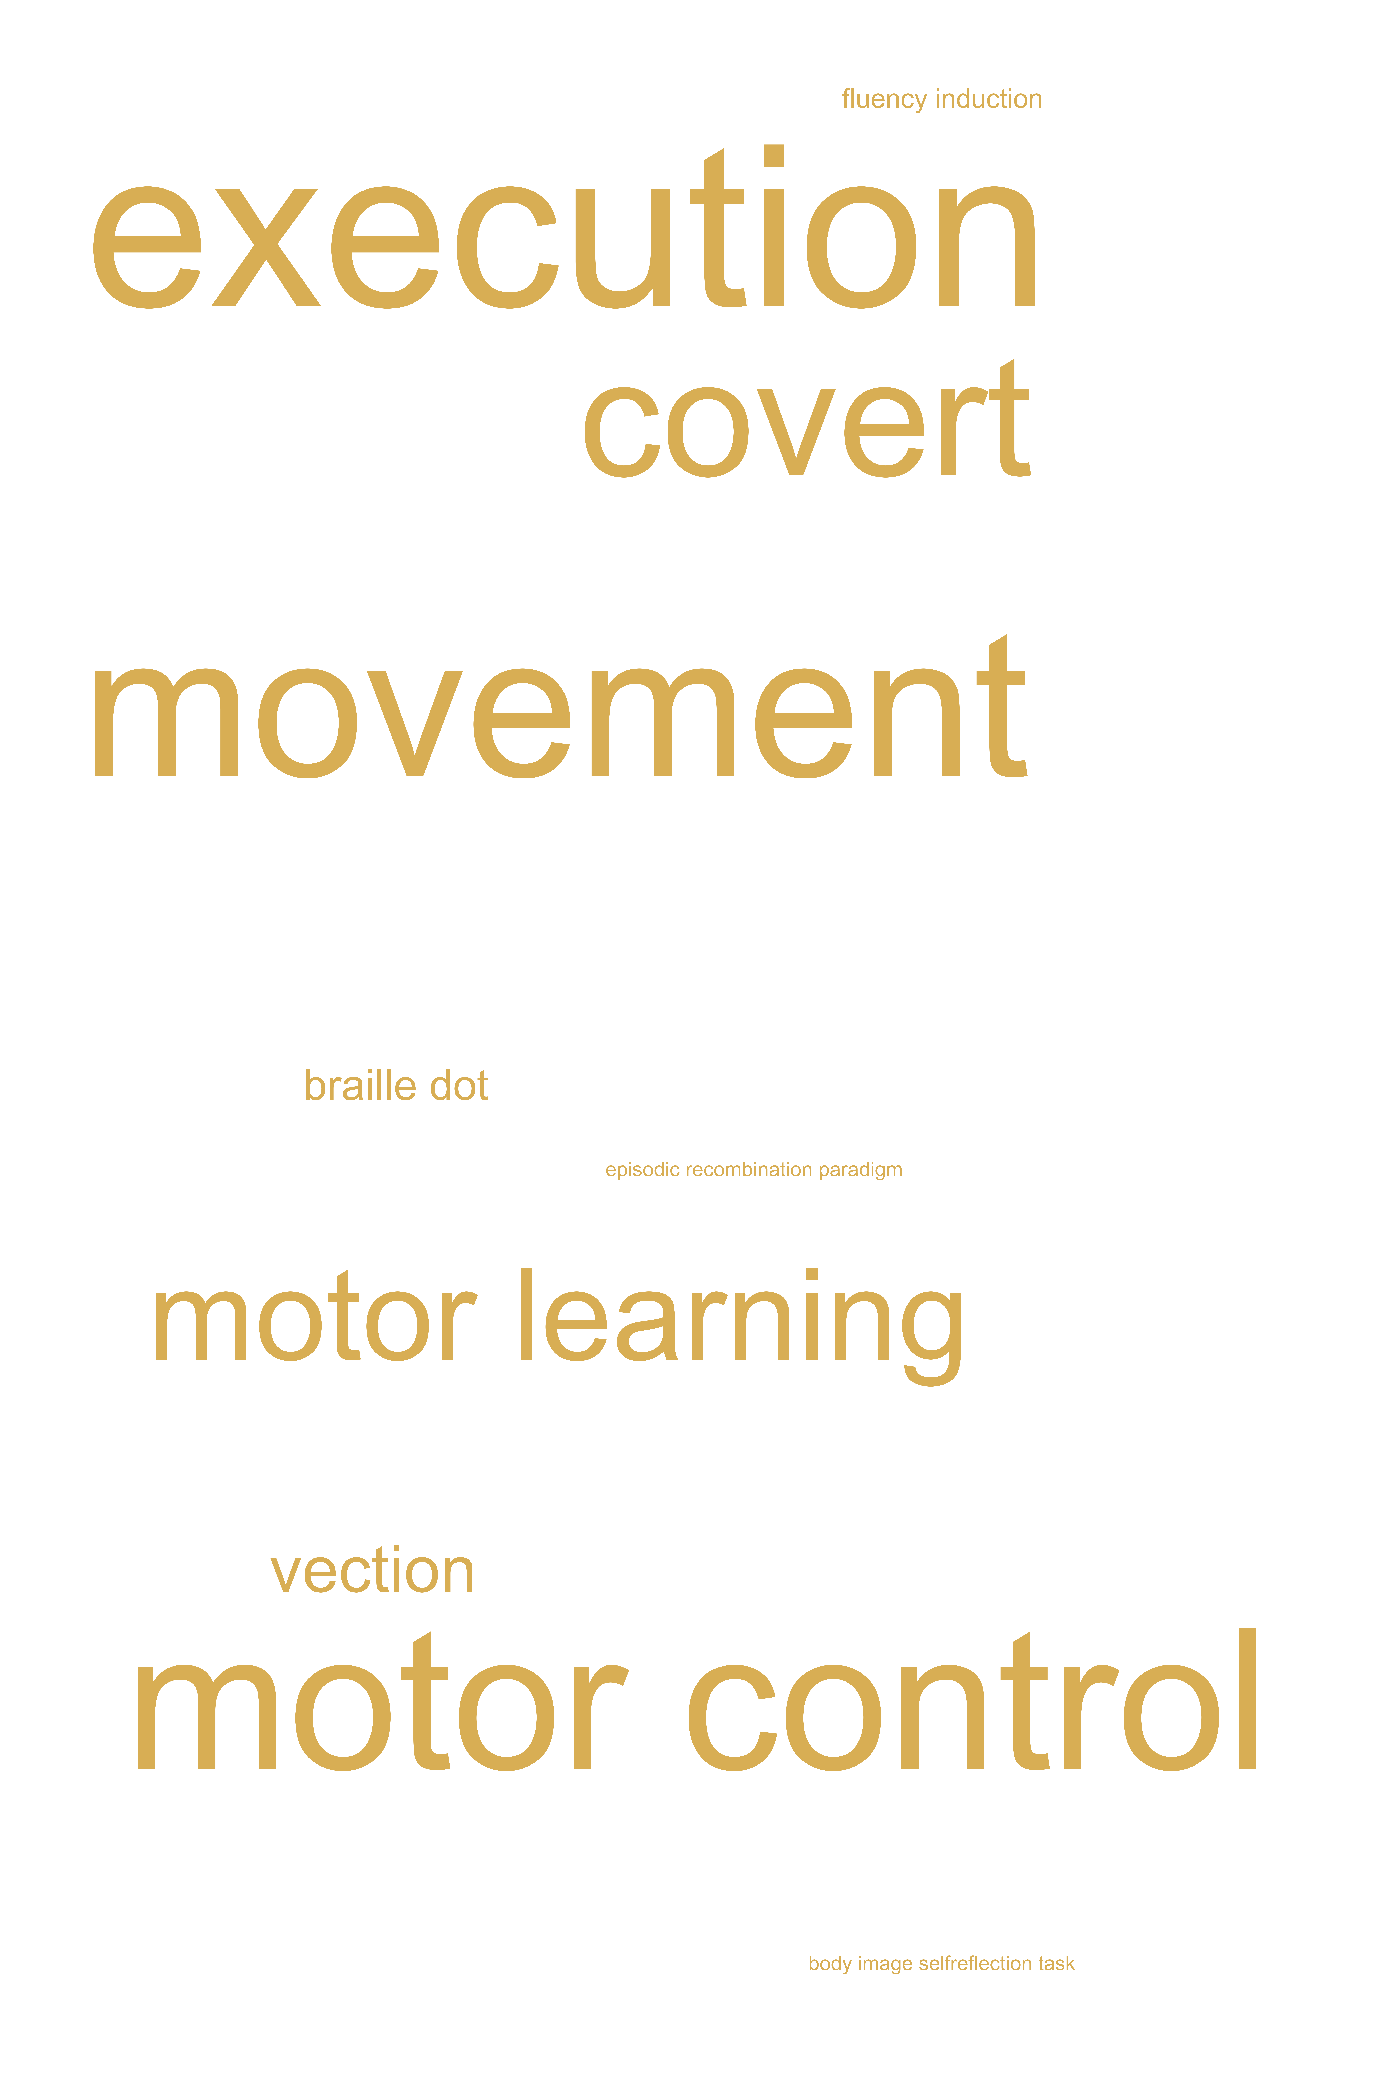 fluency induction
execution
covert
movement
braille dot
episodic recombination paradigm
motor learning
vection
motor control
body image selfreflection task